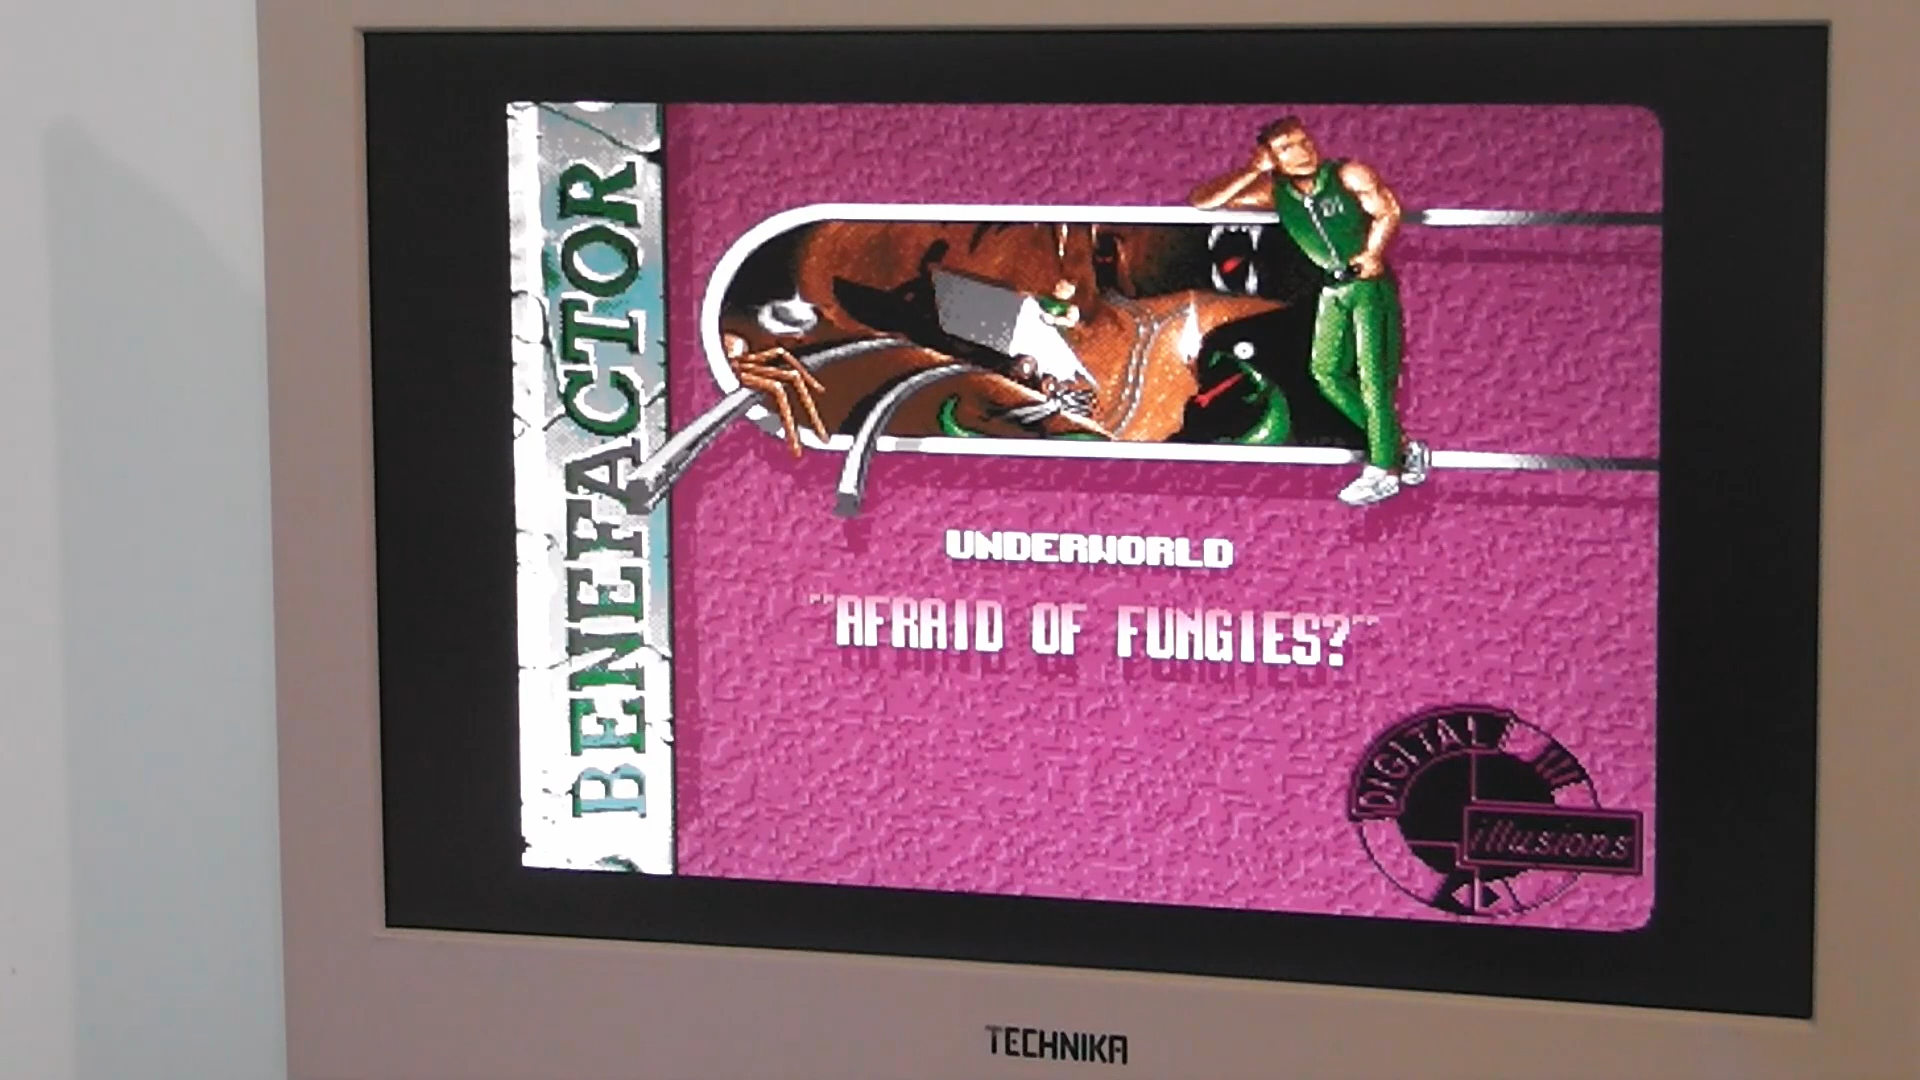 BENEFACTOR
UNDERWORLD
"AFRAID OF FUNGIES?"
DIGITAL
illusions
TECHNIKA